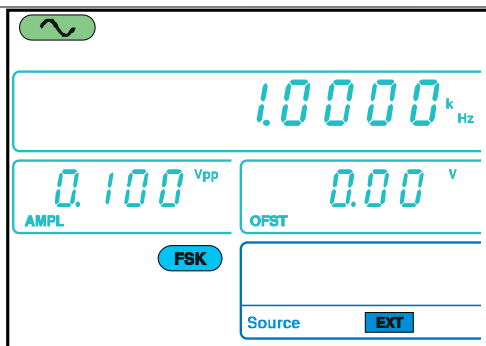 1.0000 k Hz
0.100 Vpp
AMPL
0.00 V
OFST
FSK
Source EXT